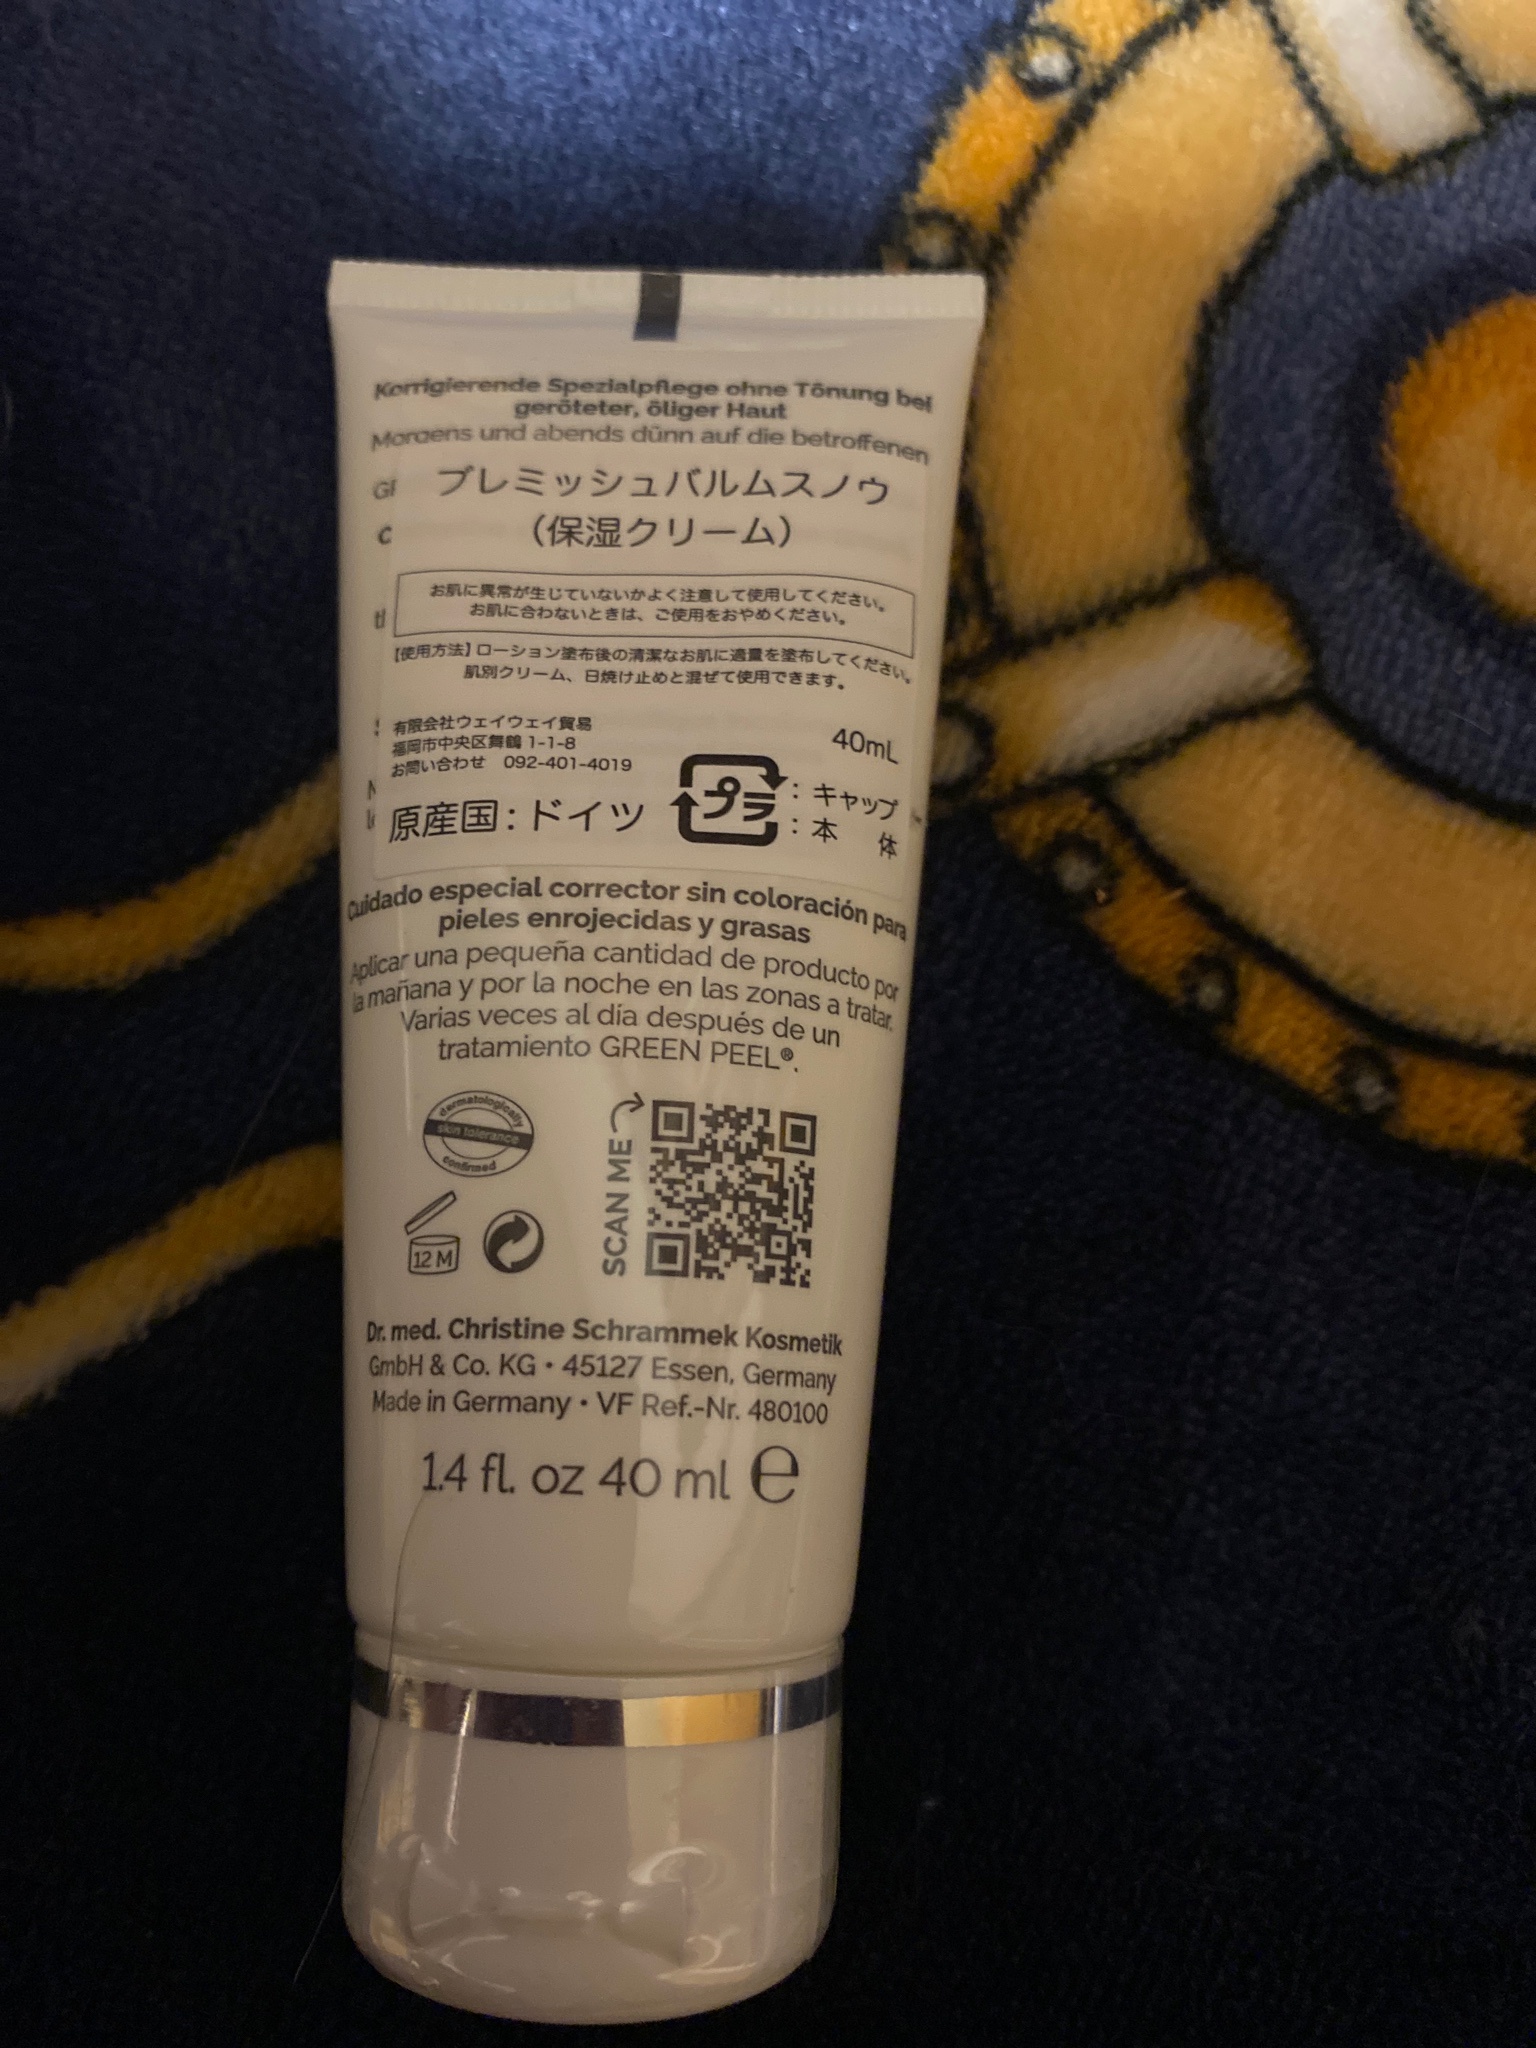 Korrigierende Spezialpflege ohne Tönung bei
geröteter, öliger Haut
Morgens und abends dünn auf die betroffenen
ブレミッシュバルムスノウ
（保湿クリーム）
お肌に異常が生じていないかよく注意して使用してください。
お肌に合わないときは、ご使用をおやめください。
【使用方法】ローション塗布後の清潔なお肌に適量を塗布してください。
肌別クリーム、日焼け止めと混ぜて使用できます。
有限会社ウェイウェイ貿易
福岡市中央区舞鶴 1-1-8
お問い合わせ 092-401-4019
40mL
原産国：ドイツ
プラ
：キャップ
：本 体
Cuidado especial corrector sin coloración para
pieles enrojecidas y grasas
Aplicar una pequeña cantidad de producto por
la mañana y por la noche en las zonas a tratar.
Varias veces al día después de un
tratamiento GREEN PEEL®.
dermatologically
skin tolerance
confirmed
12 M
SCAN ME
Dr. med. Christine Schrammek Kosmetik
GmbH & Co. KG • 45127 Essen, Germany
Made in Germany • VF Ref.-Nr. 480100
1.4 fl. oz 40 ml ℮